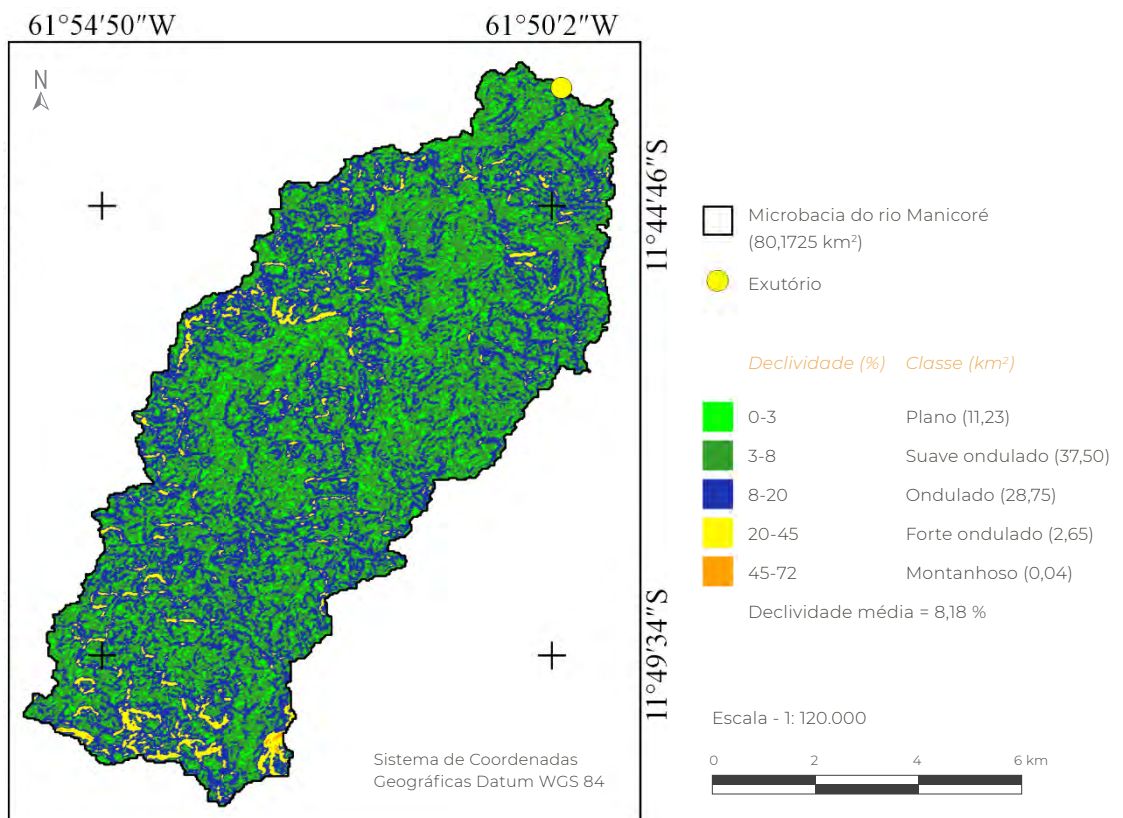 61°54′50″W
61°50′2″W
N
11°44′46″S
11°49′34″S
Sistema de Coordenadas
Geográficas Datum WGS 84
Microbacia do rio Manicoré
(80,1725 km²)
Exutório
Declividade (%) Classe (km²)
0-3 Plano (11,23)
3-8 Suave ondulado (37,50)
8-20 Ondulado (28,75)
20-45 Forte ondulado (2,65)
45-72 Montanhoso (0,04)
Declividade média = 8,18 %
Escala - 1: 120.000
0 2 4 6 km